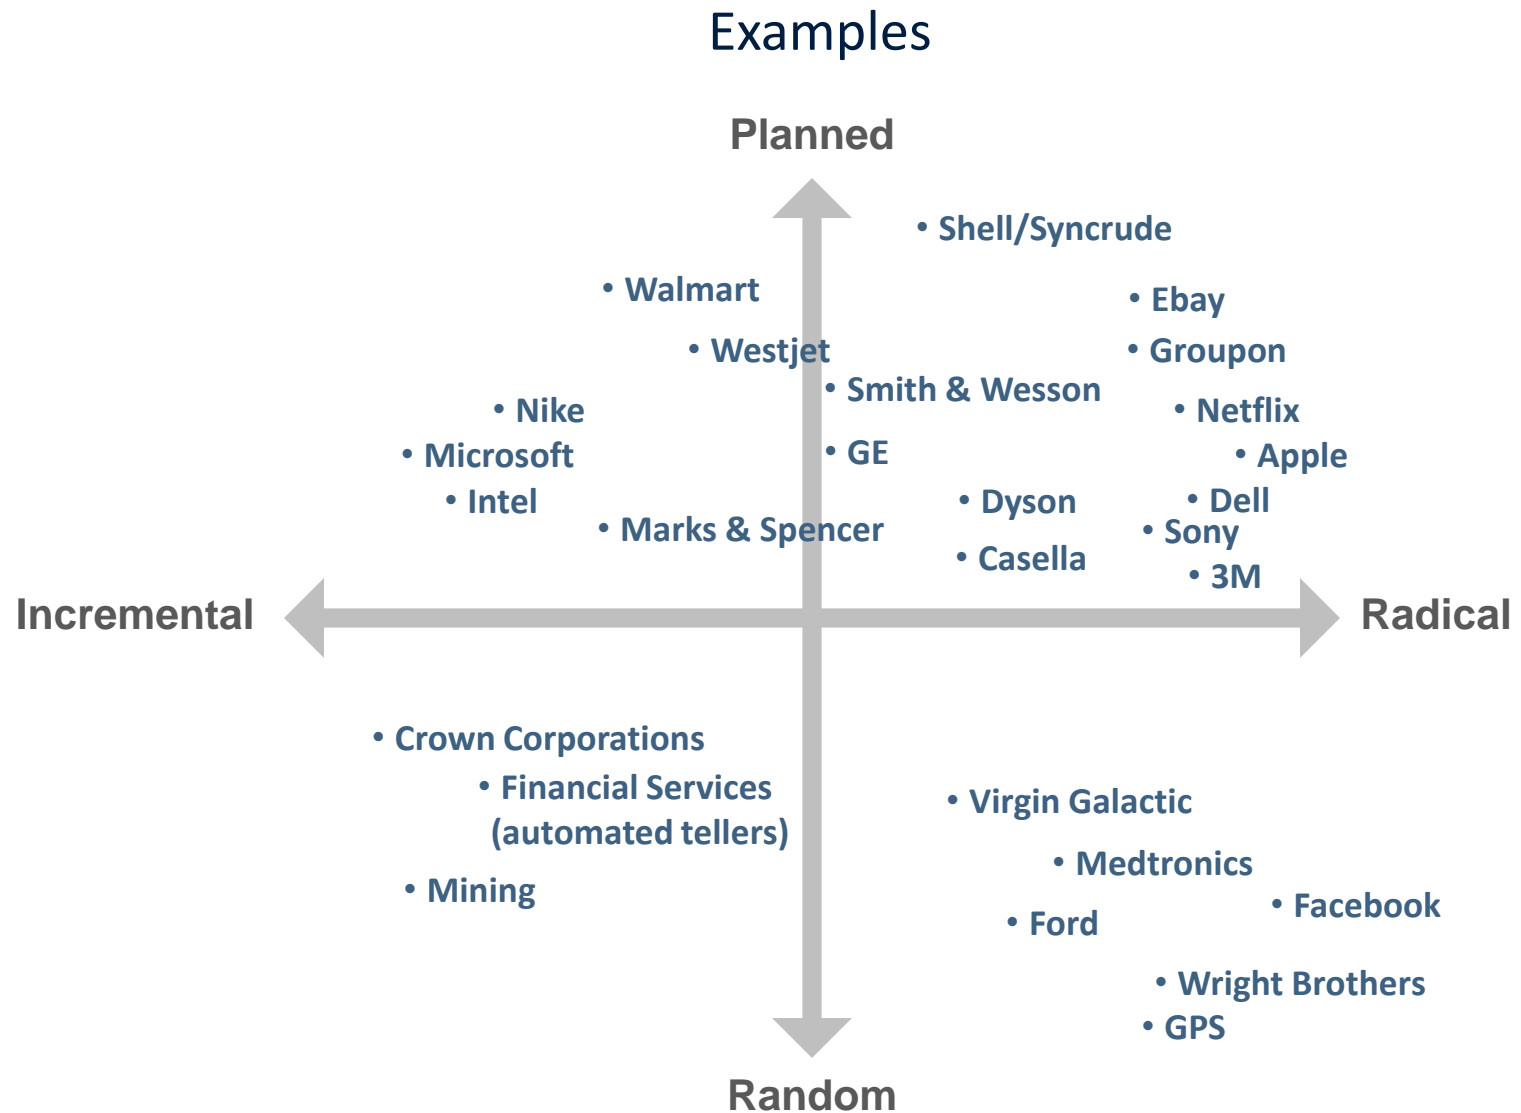 Examples
Planned
• Shell/Syncrude
• Walmart
• Ebay
• Westjet
• Groupon
• Smith & Wesson
• Nike
• Netflix
• Microsoft
• GE
• Apple
• Intel
• Dyson
• Dell
• Marks & Spencer
• Sony
• Casella
• 3M
Incremental
Radical
• Crown Corporations
• Financial Services
(automated tellers)
• Virgin Galactic
• Medtronics
• Mining
• Facebook
• Ford
• Wright Brothers
• GPS
Random